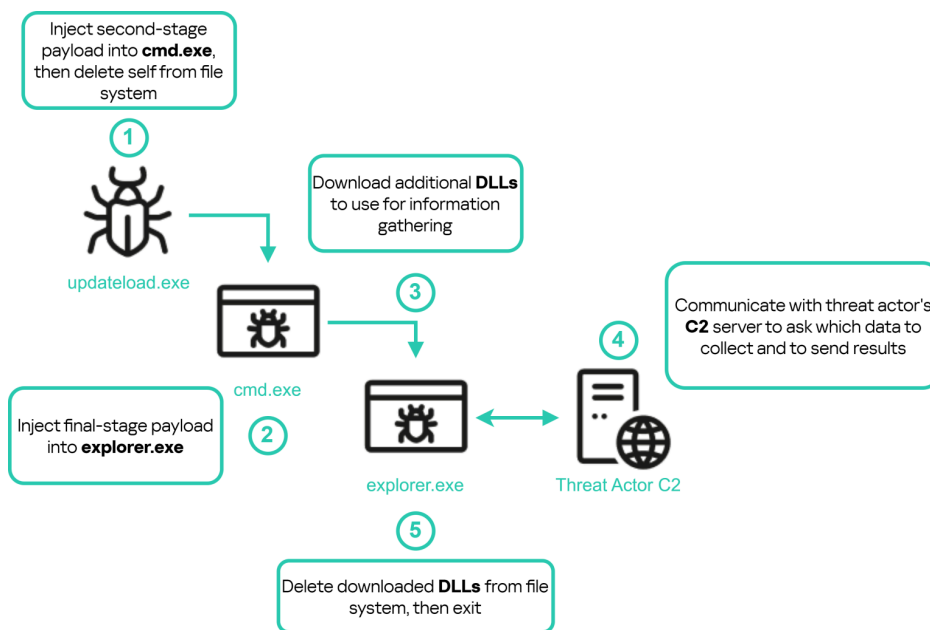 Inject second-stage
payload into cmd.exe,
then delete self from file
system
1
updateload.exe
Download additional DLLs
to use for information
gathering
3
cmd.exe
Inject final-stage payload
into explorer.exe
2
explorer.exe
4
Communicate with threat actor's
C2 server to ask which data to
collect and to send results
Threat Actor C2
5
Delete downloaded DLLs from file
system, then exit